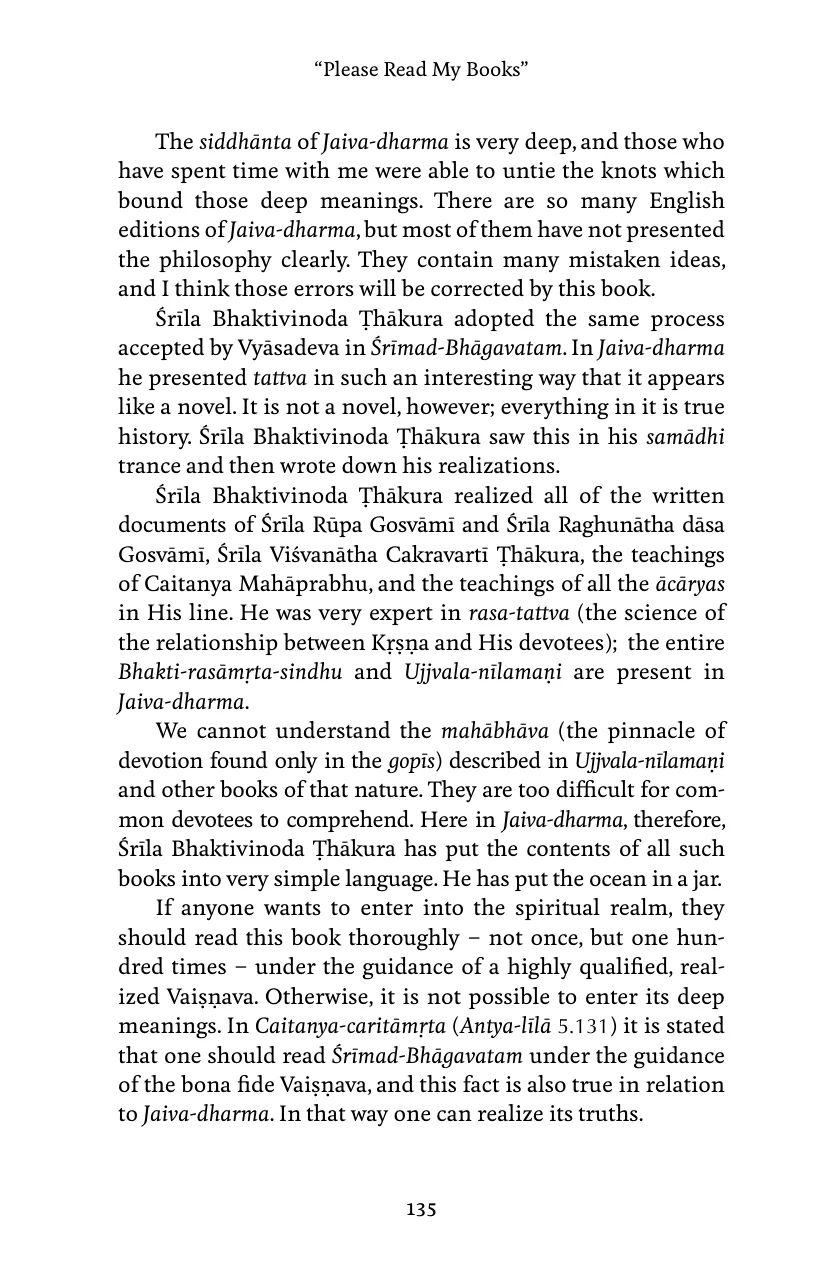 “Please Read My Books”
The siddhānta of Jaiva-dharma is very deep, and those who
have spent time with me were able to untie the knots which
bound those deep meanings. There are so many English
editions of Jaiva-dharma, but most of them have not presented
the philosophy clearly. They contain many mistaken ideas,
and I think those errors will be corrected by this book.
Śrīla Bhaktivinoda Ṭhākura adopted the same process
accepted by Vyāsadeva in Śrīmad-Bhāgavatam. In Jaiva-dharma
he presented tattva in such an interesting way that it appears
like a novel. It is not a novel, however; everything in it is true
history. Śrīla Bhaktivinoda Ṭhākura saw this in his samādhi
trance and then wrote down his realizations.
Śrīla Bhaktivinoda Ṭhākura realized all of the written
documents of Śrīla Rūpa Gosvāmī and Śrīla Raghunātha dāsa
Gosvāmī, Śrīla Viśvanātha Cakravartī Ṭhākura, the teachings
of Caitanya Mahāprabhu, and the teachings of all the ācāryas
in His line. He was very expert in rasa-tattva (the science of
the relationship between Kṛṣṇa and His devotees); the entire
Bhakti-rasāmṛta-sindhu and Ujjvala-nīlamaṇi are present in
Jaiva-dharma.
We cannot understand the mahābhāva (the pinnacle of
devotion found only in the gopīs) described in Ujjvala-nīlamaṇi
and other books of that nature. They are too difficult for com-
mon devotees to comprehend. Here in Jaiva-dharma, therefore,
Śrīla Bhaktivinoda Ṭhākura has put the contents of all such
books into very simple language. He has put the ocean in a jar.
If anyone wants to enter into the spiritual realm, they
should read this book thoroughly – not once, but one hun-
dred times – under the guidance of a highly qualified, real-
ized Vaiṣṇava. Otherwise, it is not possible to enter its deep
meanings. In Caitanya-caritāmṛta (Antya-līlā 5.131) it is stated
that one should read Śrīmad-Bhāgavatam under the guidance
of the bona fide Vaiṣṇava, and this fact is also true in relation
to Jaiva-dharma. In that way one can realize its truths.
135